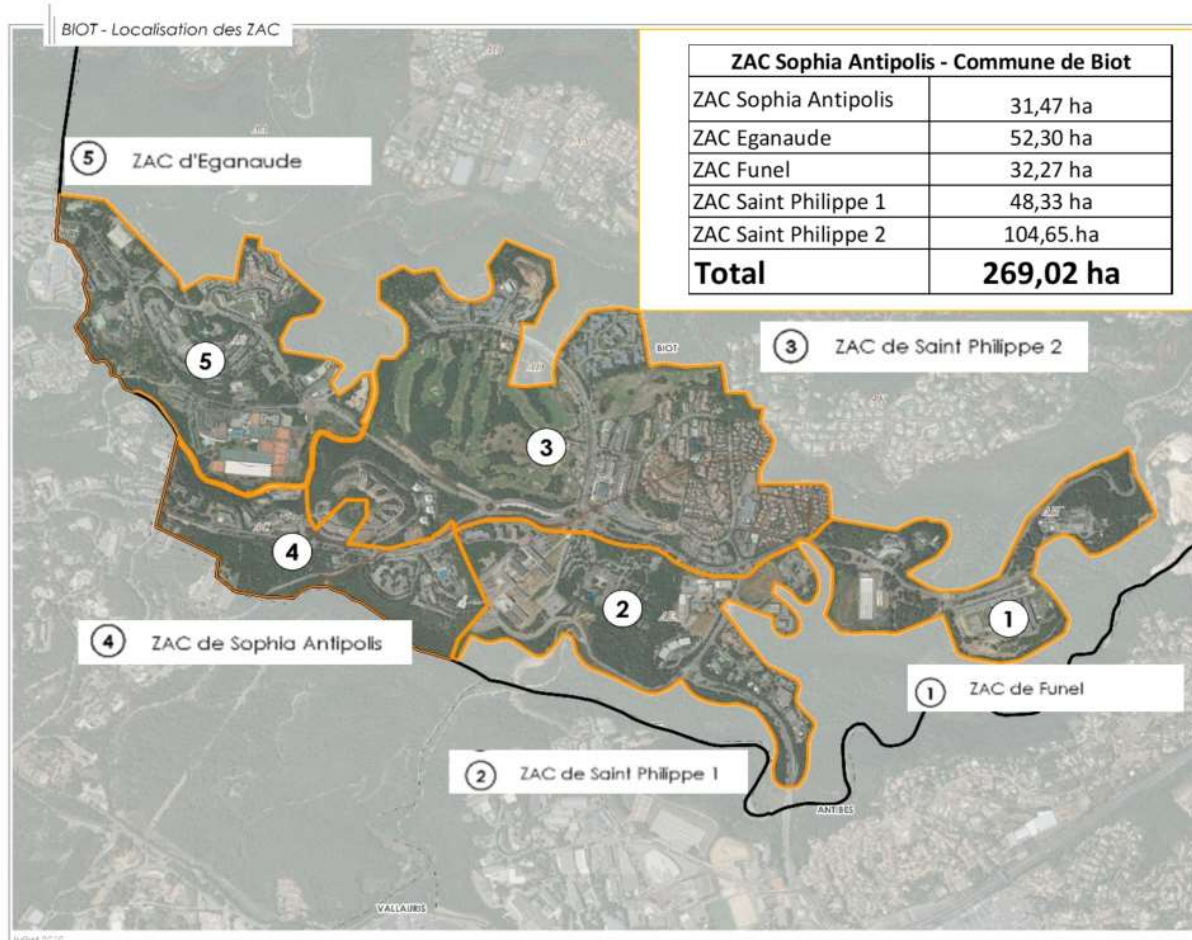 BIOT - Localisation des ZAC
ZAC Sophia Antipolis - Commune de Biot
ZAC Sophia Antipolis 31,47 ha
ZAC Eganaude 52,30 ha
ZAC Funel 32,27 ha
ZAC Saint Philippe 1 48,33 ha
ZAC Saint Philippe 2 104,65.ha
Total 269,02 ha
5 ZAC d'Eganaude
3 ZAC de Saint Philippe 2
BIOT
5
3
4
2
1
4 ZAC de Sophia Antipolis
1 ZAC de Funel
2 ZAC de Saint Philippe 1
ANTIBES
VALLAURIS